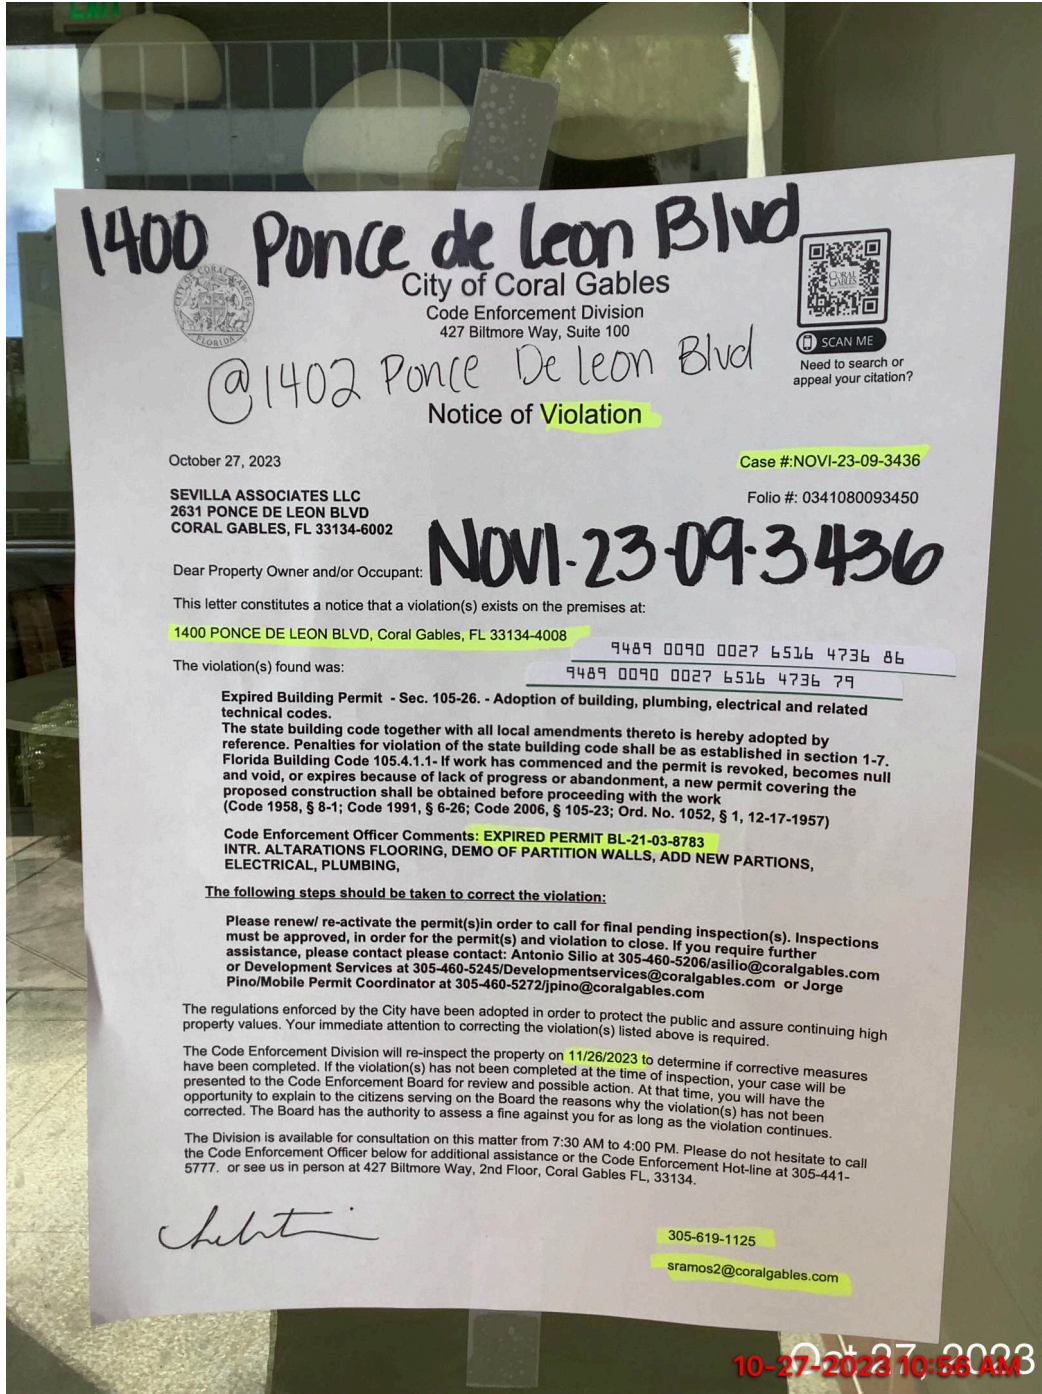 EXIT
1400 Ponce de Leon Blvd
City of Coral Gables
Code Enforcement Division
427 Biltmore Way, Suite 100
CITY OF CORAL GABLES
FLORIDA
CORAL GABLES
SCAN ME
Need to search or
appeal your citation?
@1402 Ponce De Leon Blvd
Notice of Violation
October 27, 2023
Case #:NOVI-23-09-3436
SEVILLA ASSOCIATES LLC
2631 PONCE DE LEON BLVD
CORAL GABLES, FL 33134-6002
Folio #: 0341080093450
NOVI-23-09-3436
Dear Property Owner and/or Occupant:
This letter constitutes a notice that a violation(s) exists on the premises at:
1400 PONCE DE LEON BLVD, Coral Gables, FL 33134-4008
9489 0090 0027 6516 4736 86
9489 0090 0027 6516 4736 79
The violation(s) found was:
Expired Building Permit - Sec. 105-26. - Adoption of building, plumbing, electrical and related
technical codes.
The state building code together with all local amendments thereto is hereby adopted by
reference. Penalties for violation of the state building code shall be as established in section 1-7.
Florida Building Code 105.4.1.1- If work has commenced and the permit is revoked, becomes null
and void, or expires because of lack of progress or abandonment, a new permit covering the
proposed construction shall be obtained before proceeding with the work
(Code 1958, § 8-1; Code 1991, § 6-26; Code 2006, § 105-23; Ord. No. 1052, § 1, 12-17-1957)
Code Enforcement Officer Comments: EXPIRED PERMIT BL-21-03-8783
INTR. ALTARATIONS FLOORING, DEMO OF PARTITION WALLS, ADD NEW PARTIONS,
ELECTRICAL, PLUMBING,
The following steps should be taken to correct the violation:
Please renew/ re-activate the permit(s)in order to call for final pending inspection(s). Inspections
must be approved, in order for the permit(s) and violation to close. If you require further
assistance, please contact please contact: Antonio Silio at 305-460-5206/asilio@coralgables.com
or Development Services at 305-460-5245/Developmentservices@coralgables.com or Jorge
Pino/Mobile Permit Coordinator at 305-460-5272/jpino@coralgables.com
The regulations enforced by the City have been adopted in order to protect the public and assure continuing high
property values. Your immediate attention to correcting the violation(s) listed above is required.
The Code Enforcement Division will re-inspect the property on 11/26/2023 to determine if corrective measures
have been completed. If the violation(s) has not been completed at the time of inspection, your case will be
presented to the Code Enforcement Board for review and possible action. At that time, you will have the
opportunity to explain to the citizens serving on the Board the reasons why the violation(s) has not been
corrected. The Board has the authority to assess a fine against you for as long as the violation continues.
The Division is available for consultation on this matter from 7:30 AM to 4:00 PM. Please do not hesitate to call
the Code Enforcement Officer below for additional assistance or the Code Enforcement Hot-line at 305-441-
5777. or see us in person at 427 Biltmore Way, 2nd Floor, Coral Gables FL, 33134.
305-619-1125
sramos2@coralgables.com
Oct 27, 2023
10-27-2023 10:56 AM